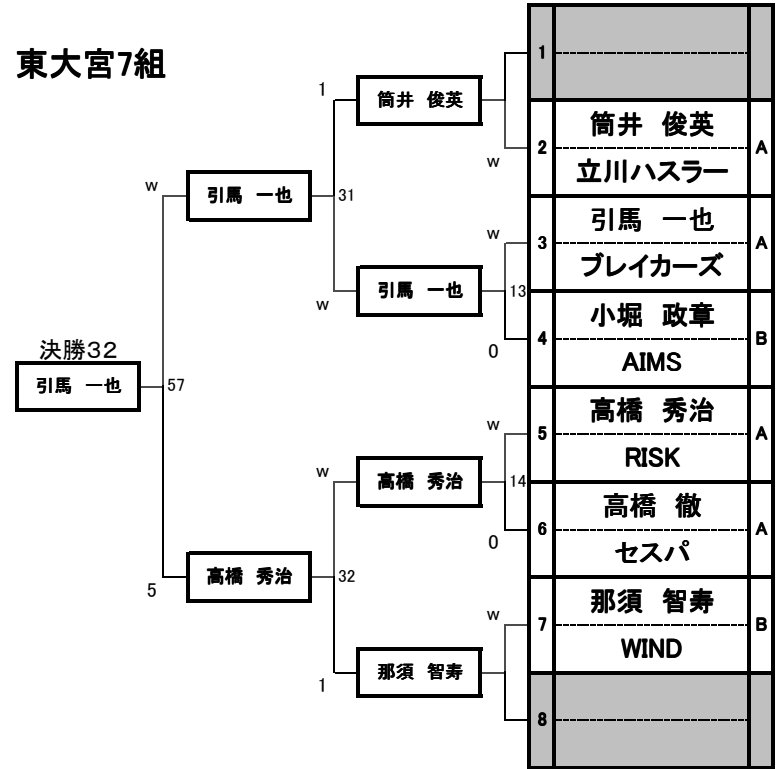 東大宮7組
1
筒井 俊英
w
1
2
筒井 俊英
立川ハスラー
A
w
引馬 一也
31
w
引馬 一也
w
13
0
3
引馬 一也
ブレイカーズ
A
4
小堀 政章
AIMS
B
決勝32
引馬 一也
57
w
高橋 秀治
w
14
0
5
高橋 秀治
RISK
A
6
高橋 徹
セスパ
A
5
高橋 秀治
32
1
那須 智寿
w
7
那須 智寿
WIND
B
8